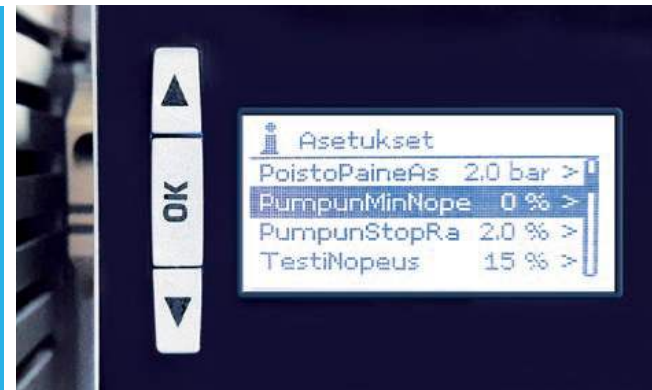 OK
Asetukset
PoistoPaineAs 2.0 bar >
PumpunMinNope 0 % >
PumpunStopRa 2.0 % >
TestiNopeus 15 % >